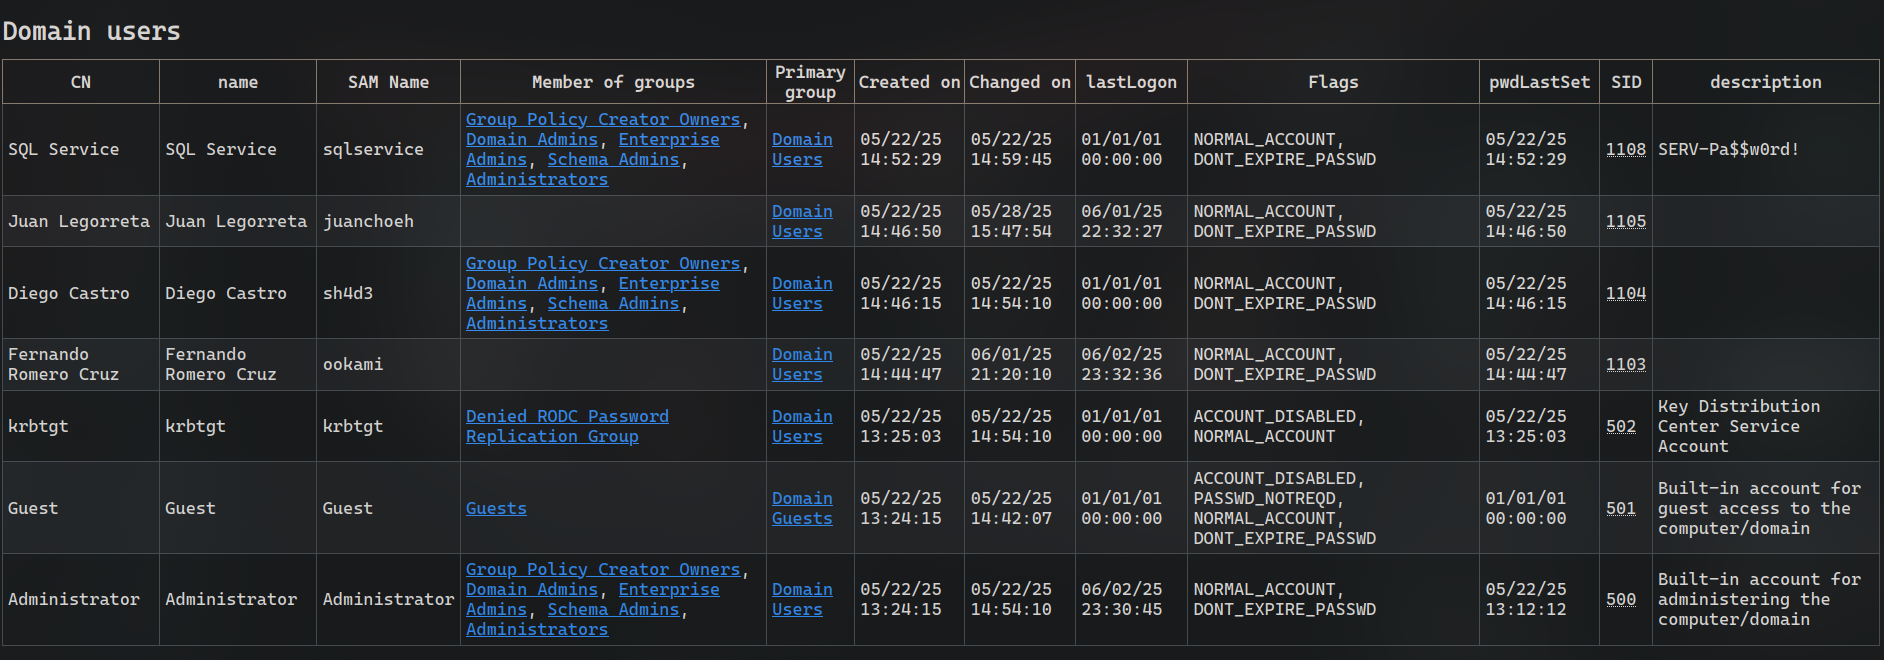 Domain users
CN name SAM Name Member of groups Primary group Created on Changed on lastLogon Flags pwdLastSet SID description
SQL Service SQL Service sqlservice Group Policy Creator Owners, Domain Admins, Enterprise Admins, Schema Admins, Administrators Domain Users 05/22/25 14:52:29 05/22/25 14:59:45 01/01/01 00:00:00 NORMAL_ACCOUNT, DONT_EXPIRE_PASSWD 05/22/25 14:52:29 1108 SERV-Pa$$w0rd!
Juan Legorreta Juan Legorreta juanchoeh Domain Users 05/22/25 14:46:50 05/28/25 15:47:54 06/01/25 22:32:27 NORMAL_ACCOUNT, DONT_EXPIRE_PASSWD 05/22/25 14:46:50 1105
Diego Castro Diego Castro sh4d3 Group Policy Creator Owners, Domain Admins, Enterprise Admins, Schema Admins, Administrators Domain Users 05/22/25 14:46:15 05/22/25 14:54:10 01/01/01 00:00:00 NORMAL_ACCOUNT, DONT_EXPIRE_PASSWD 05/22/25 14:46:15 1104
Fernando Romero Cruz Fernando Romero Cruz ookami Domain Users 05/22/25 14:44:47 06/01/25 21:20:10 06/02/25 23:32:36 NORMAL_ACCOUNT, DONT_EXPIRE_PASSWD 05/22/25 14:44:47 1103
krbtgt krbtgt krbtgt Denied RODC Password Replication Group Domain Users 05/22/25 13:25:03 05/22/25 14:54:10 01/01/01 00:00:00 ACCOUNT_DISABLED, NORMAL_ACCOUNT 05/22/25 13:25:03 502 Key Distribution Center Service Account
Guest Guest Guest Guests Domain Guests 05/22/25 13:24:15 05/22/25 14:42:07 01/01/01 00:00:00 ACCOUNT_DISABLED, PASSWD_NOTREQD, NORMAL_ACCOUNT, DONT_EXPIRE_PASSWD 01/01/01 00:00:00 501 Built-in account for guest access to the computer/domain
Administrator Administrator Administrator Group Policy Creator Owners, Domain Admins, Enterprise Admins, Schema Admins, Administrators Domain Users 05/22/25 13:24:15 05/22/25 14:54:10 06/02/25 23:30:45 NORMAL_ACCOUNT, DONT_EXPIRE_PASSWD 05/22/25 13:12:12 500 Built-in account for administering the computer/domain